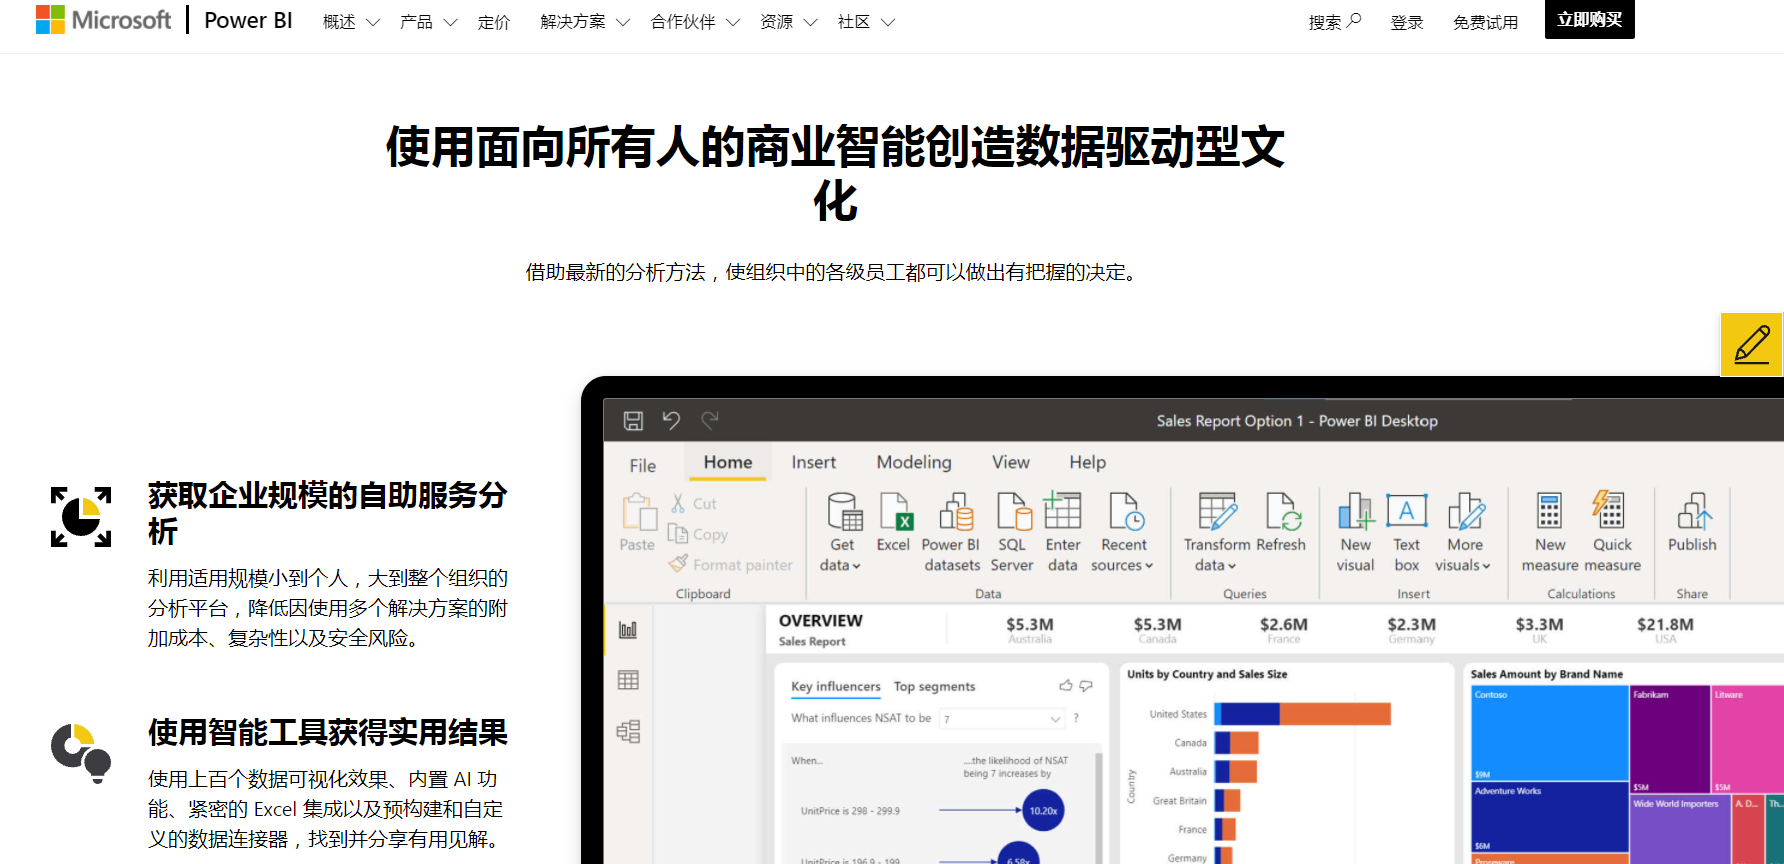 Microsoft
Power BI
概述
产品
定价
解决方案
合作伙伴
资源
社区
搜索
登录
免费试用
立即购买
使用面向所有人的商业智能创造数据驱动型文
化
借助最新的分析方法，使组织中的各级员工都可以做出有把握的决定。
获取企业规模的自助服务分
析
利用适用规模小到个人，大到整个组织的
分析平台，降低因使用多个解决方案的附
加成本、复杂性以及安全风险。
使用智能工具获得实用结果
使用上百个数据可视化效果、内置 AI 功
能、紧密的 Excel 集成以及预构建和自定
义的数据连接器，找到并分享有用见解。
Sales Report Option 1 - Power BI Desktop
File
Home
Insert
Modeling
View
Help
Paste
Cut
Copy
Format painter
Clipboard
Get
data
Excel
Power BI
datasets
SQL
Server
Enter
data
Recent
sources
Data
Transform
data
Refresh
Queries
New
visual
Text
box
More
visuals
Insert
New
measure
Quick
measure
Calculations
Publish
Share
OVERVIEW
Sales Report
$5.3M
Australia
$5.3M
Canada
$2.6M
France
$2.3M
Germany
$3.3M
UK
$21.8M
USA
Key influencers
Top segments
What influences NSAT to be
7
?
When...
....the likelihood of NSAT
being 7 increases by
UnitPrice is 298 - 299.9
10.20x
UnitPrice is 196.9 - 199
6.58x
Units by Country and Sales Size
Country
United States
Canada
Australia
Great Britain
France
Germany
Sales Amount by Brand Name
Contoso
$9M
Fabrikam
$5M
Litware
$5M
Adventure Works
$6M
Wide World Importers
A. D...
Th...
Proseware